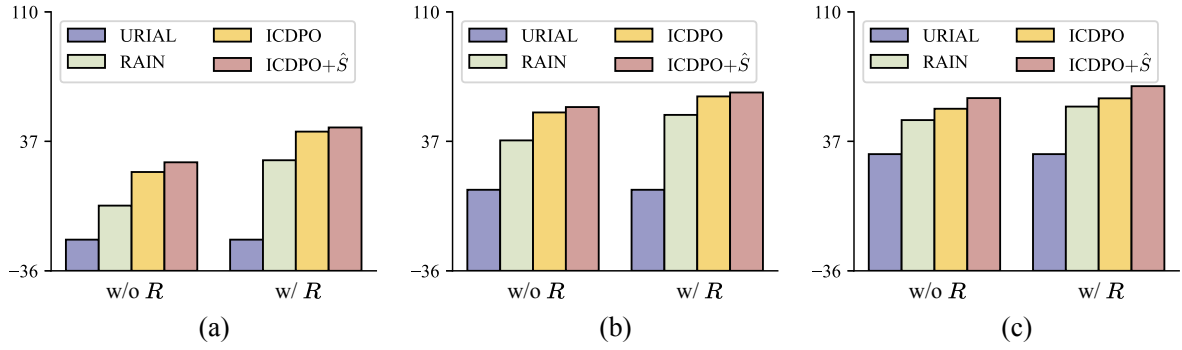 110
37
−36
URIAL
RAIN
ICDPO
ICDPO+Ŝ
w/o R
w/ R
(a)
110
37
−36
URIAL
RAIN
ICDPO
ICDPO+Ŝ
w/o R
w/ R
(b)
110
37
−36
URIAL
RAIN
ICDPO
ICDPO+Ŝ
w/o R
w/ R
(c)